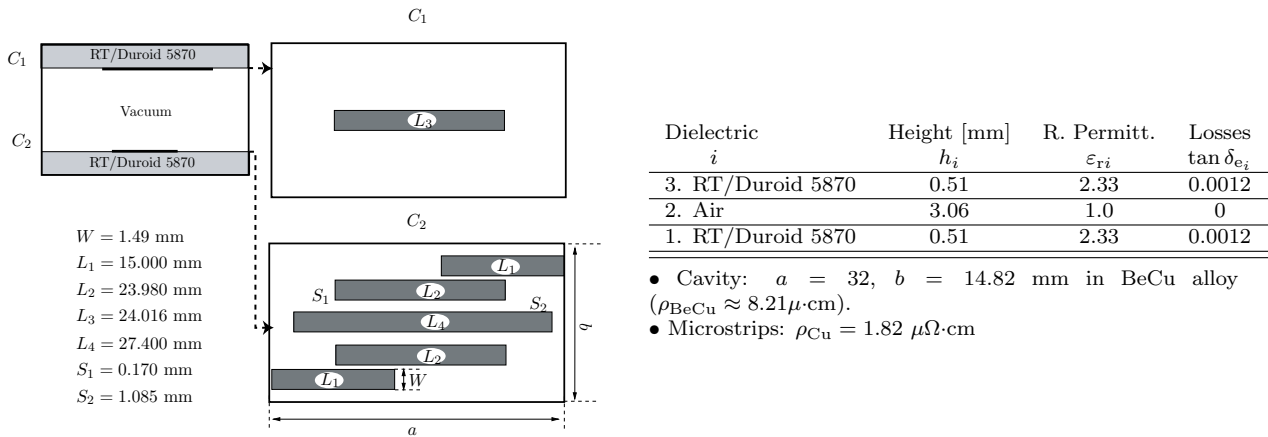 C₁
RT/Duroid 5870
C₁
Vacuum
L₃
C₂
RT/Duroid 5870
C₂
W = 1.49 mm
L₁ = 15.000 mm
L₂ = 23.980 mm
L₃ = 24.016 mm
L₄ = 27.400 mm
S₁ = 0.170 mm
S₂ = 1.085 mm
L₁
S₁
L₂
S₂
L₄
b
L₂
L₁
W
a
Dielectric Height [mm] R. Permitt. Losses
i hᵢ εᵣᵢ tan δₑᵢ
3. RT/Duroid 5870 0.51 2.33 0.0012
2. Air 3.06 1.0 0
1. RT/Duroid 5870 0.51 2.33 0.0012
• Cavity: a = 32, b = 14.82 mm in BeCu alloy
(ρBeCu ≈ 8.21μ·cm).
• Microstrips: ρCu = 1.82 μΩ·cm